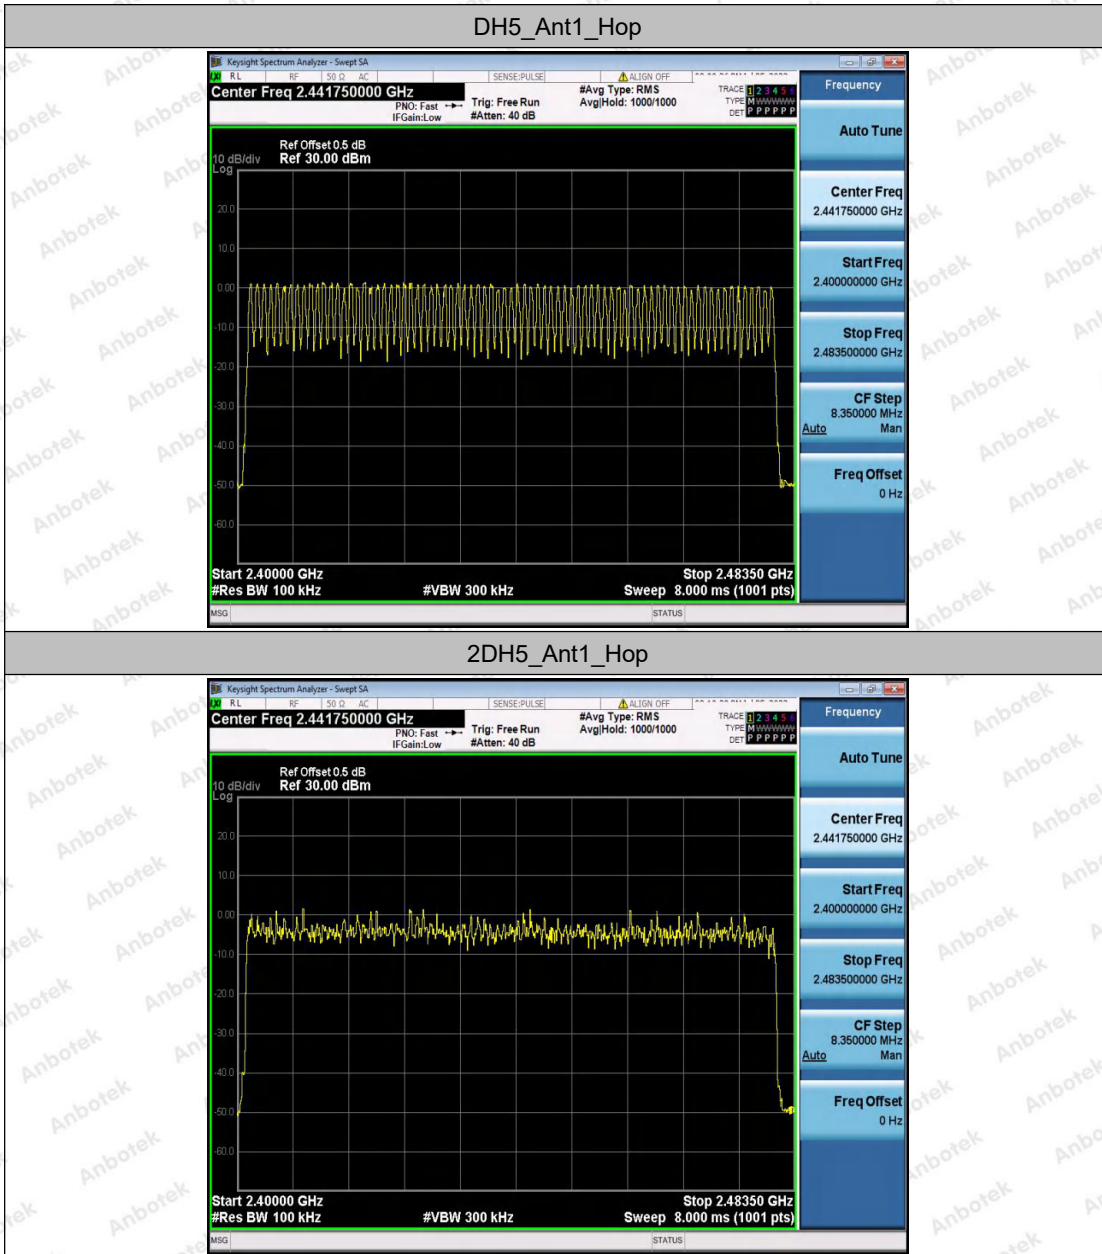 DH5_Ant1_Hop
Keysight Spectrum Analyzer - Swept SA
RL RF 50 Ω AC SENSE:PULSE ALIGN OFF
Center Freq 2.441750000 GHz
PNO: Fast
IFGain:Low
Trig: Free Run
#Atten: 40 dB
#Avg Type: RMS
Avg|Hold: 1000/1000
TRACE 1 2 3 4 5 6
TYPE M
DET P P P P P P
Ref Offset 0.5 dB
10 dB/div Ref 30.00 dBm
Log
20.0
10.0
0.00
-10.0
-20.0
-30.0
-40.0
-50.0
-60.0
Start 2.40000 GHz Stop 2.48350 GHz
#Res BW 100 kHz #VBW 300 kHz Sweep 8.000 ms (1001 pts)
MSG STATUS
Frequency
Auto Tune
Center Freq
2.441750000 GHz
Start Freq
2.400000000 GHz
Stop Freq
2.483500000 GHz
CF Step
8.350000 MHz
Auto Man
Freq Offset
0 Hz
2DH5_Ant1_Hop
Keysight Spectrum Analyzer - Swept SA
RL RF 50 Ω AC SENSE:PULSE ALIGN OFF
Center Freq 2.441750000 GHz
PNO: Fast
IFGain:Low
Trig: Free Run
#Atten: 40 dB
#Avg Type: RMS
Avg|Hold: 1000/1000
TRACE 1 2 3 4 5 6
TYPE M
DET P P P P P P
Ref Offset 0.5 dB
10 dB/div Ref 30.00 dBm
Log
20.0
10.0
0.00
-10.0
-20.0
-30.0
-40.0
-50.0
-60.0
Start 2.40000 GHz Stop 2.48350 GHz
#Res BW 100 kHz #VBW 300 kHz Sweep 8.000 ms (1001 pts)
MSG STATUS
Frequency
Auto Tune
Center Freq
2.441750000 GHz
Start Freq
2.400000000 GHz
Stop Freq
2.483500000 GHz
CF Step
8.350000 MHz
Auto Man
Freq Offset
0 Hz
Anbotek